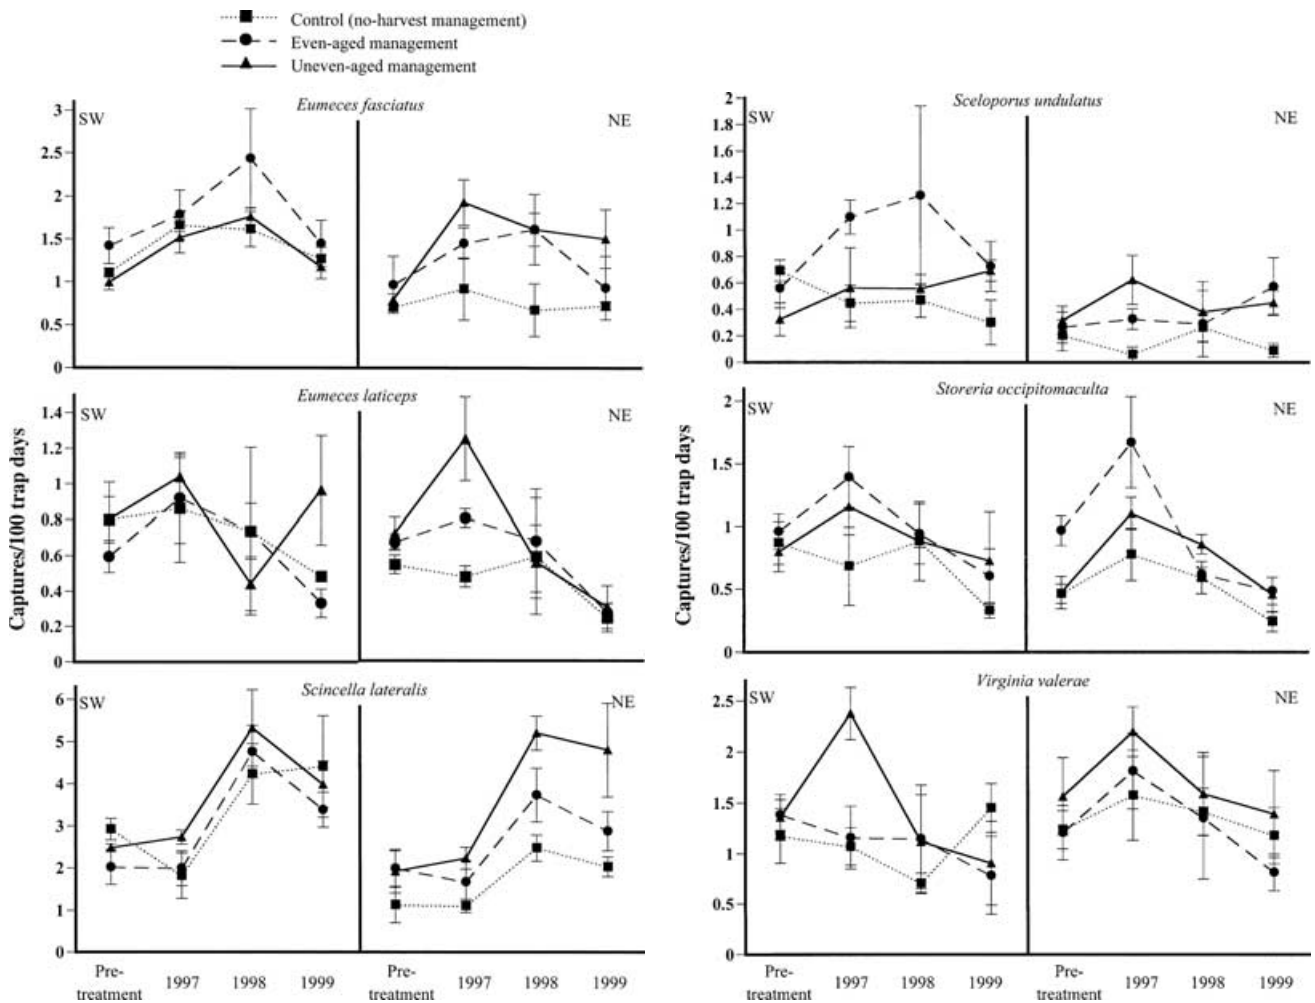 Control (no-harvest management)
Even-aged management
Uneven-aged management
Eumeces fasciatus
SW
NE
3
2.5
2
1.5
1
0.5
0
Eumeces laticeps
SW
NE
1.4
1.2
1
0.8
0.6
0.4
0.2
0
Captures/100 trap days
Scincella lateralis
SW
NE
6
5
4
3
2
1
0
Pre-
treatment
1997
1998
1999
Pre-
treatment
1997
1998
1999
Sceloporus undulatus
SW
NE
2
1.8
1.6
1.4
1.2
1
0.8
0.6
0.4
0.2
0
Storeria occipitomaculta
SW
NE
2
1.5
1
0.5
0
Captures/100 trap days
Virginia valerae
SW
NE
2.5
2
1.5
1
0.5
0
Pre-
treatment
1997
1998
1999
Pre-
treatment
1997
1998
1999